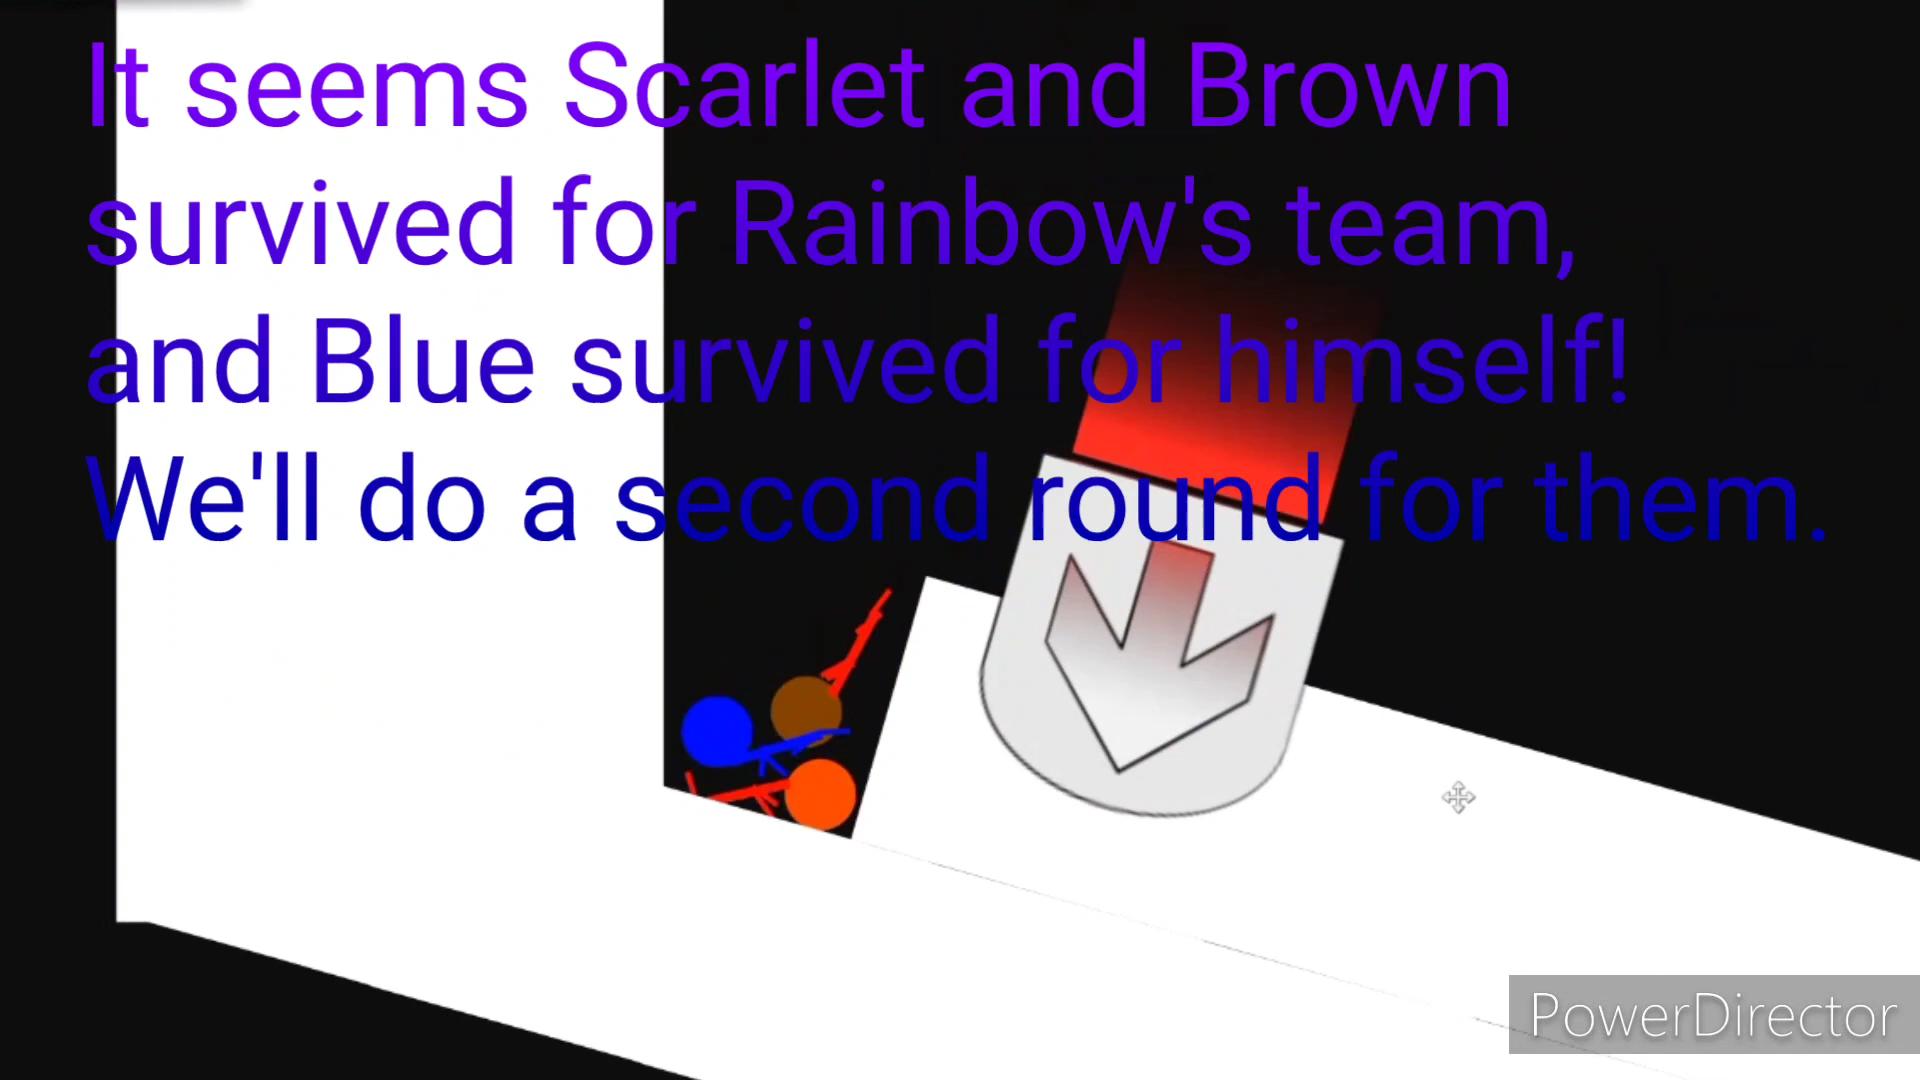 It seems Scarlet and Brown
survived for Rainbow's team,
and Blue survived for himself!
We'll do a second round for them.
PowerDirector